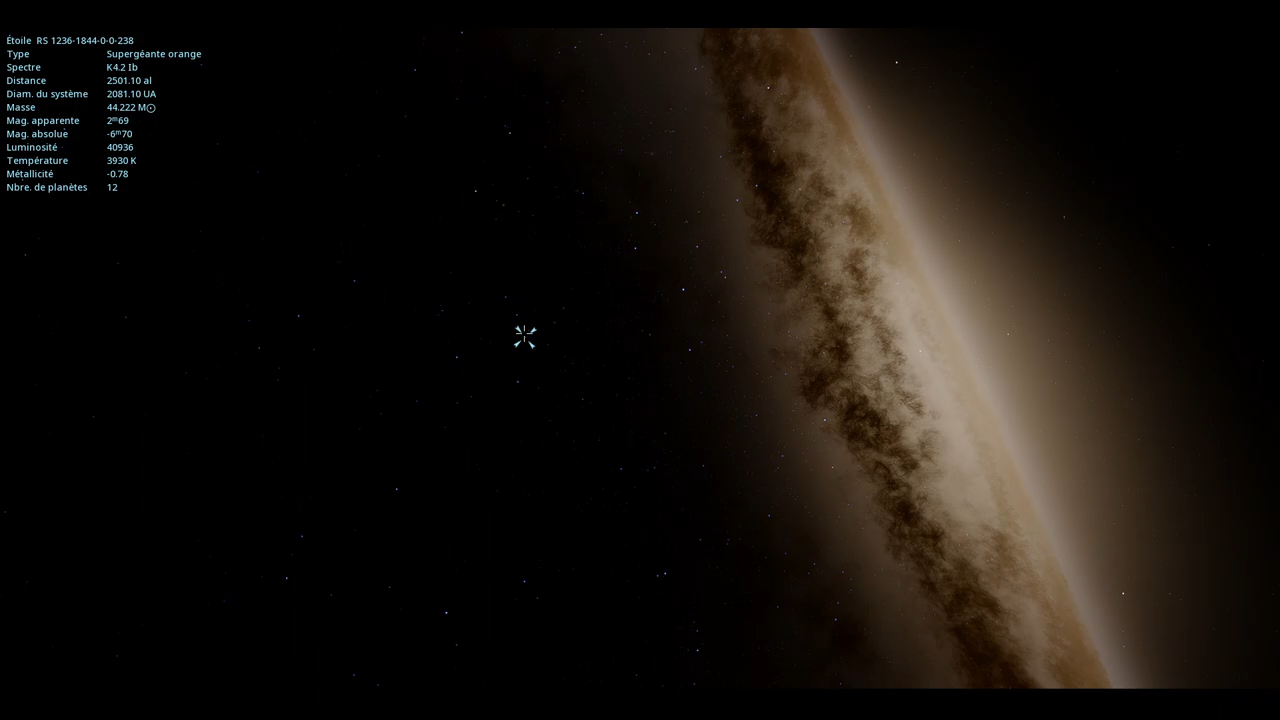 Étoile RS 1236-1844-0-0-238
Type Supergéante orange
Spectre K4.2 Ib
Distance 2501.10 al
Diam. du système 2081.10 UA
Masse 44.222 M☉
Mag. apparente 2ᵐ69
Mag. absolue -6ᵐ70
Luminosité 40936
Température 3930 K
Métallicité -0.78
Nbre. de planètes 12